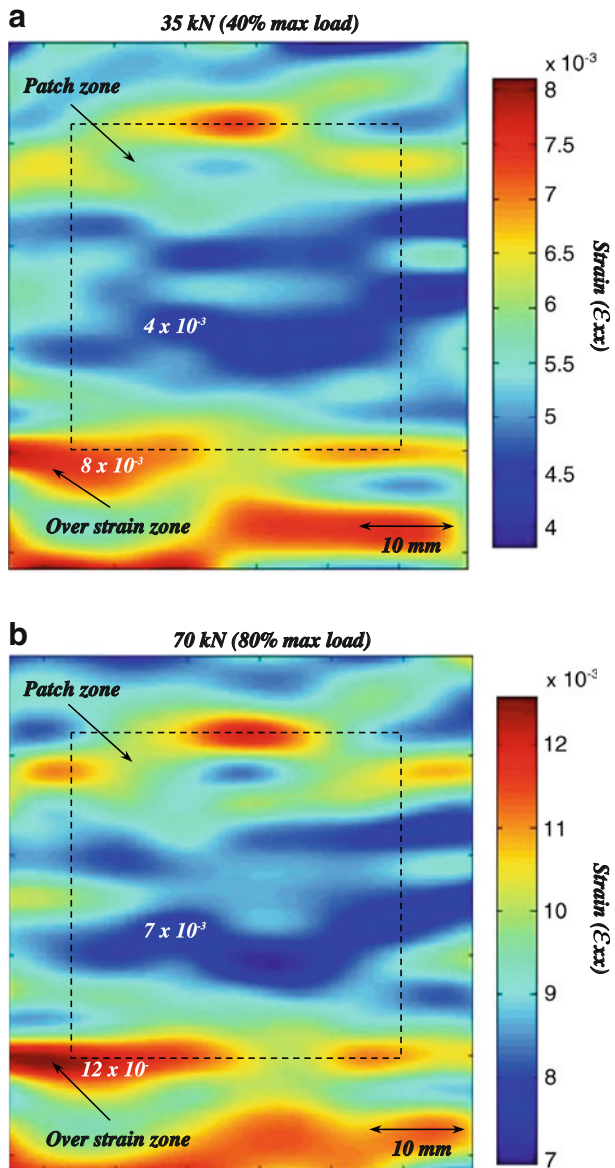 a
35 kN (40% max load)
Patch zone
4 x 10⁻³
8 x 10⁻³
Over strain zone
10 mm
x 10⁻³
8
7.5
7
6.5
6
5.5
5
4.5
4
Strain (Ɛxx)
b
70 kN (80% max load)
Patch zone
7 x 10⁻³
12 x 10⁻
Over strain zone
10 mm
x 10⁻³
12
11
10
9
8
7
Strain (Ɛxx)